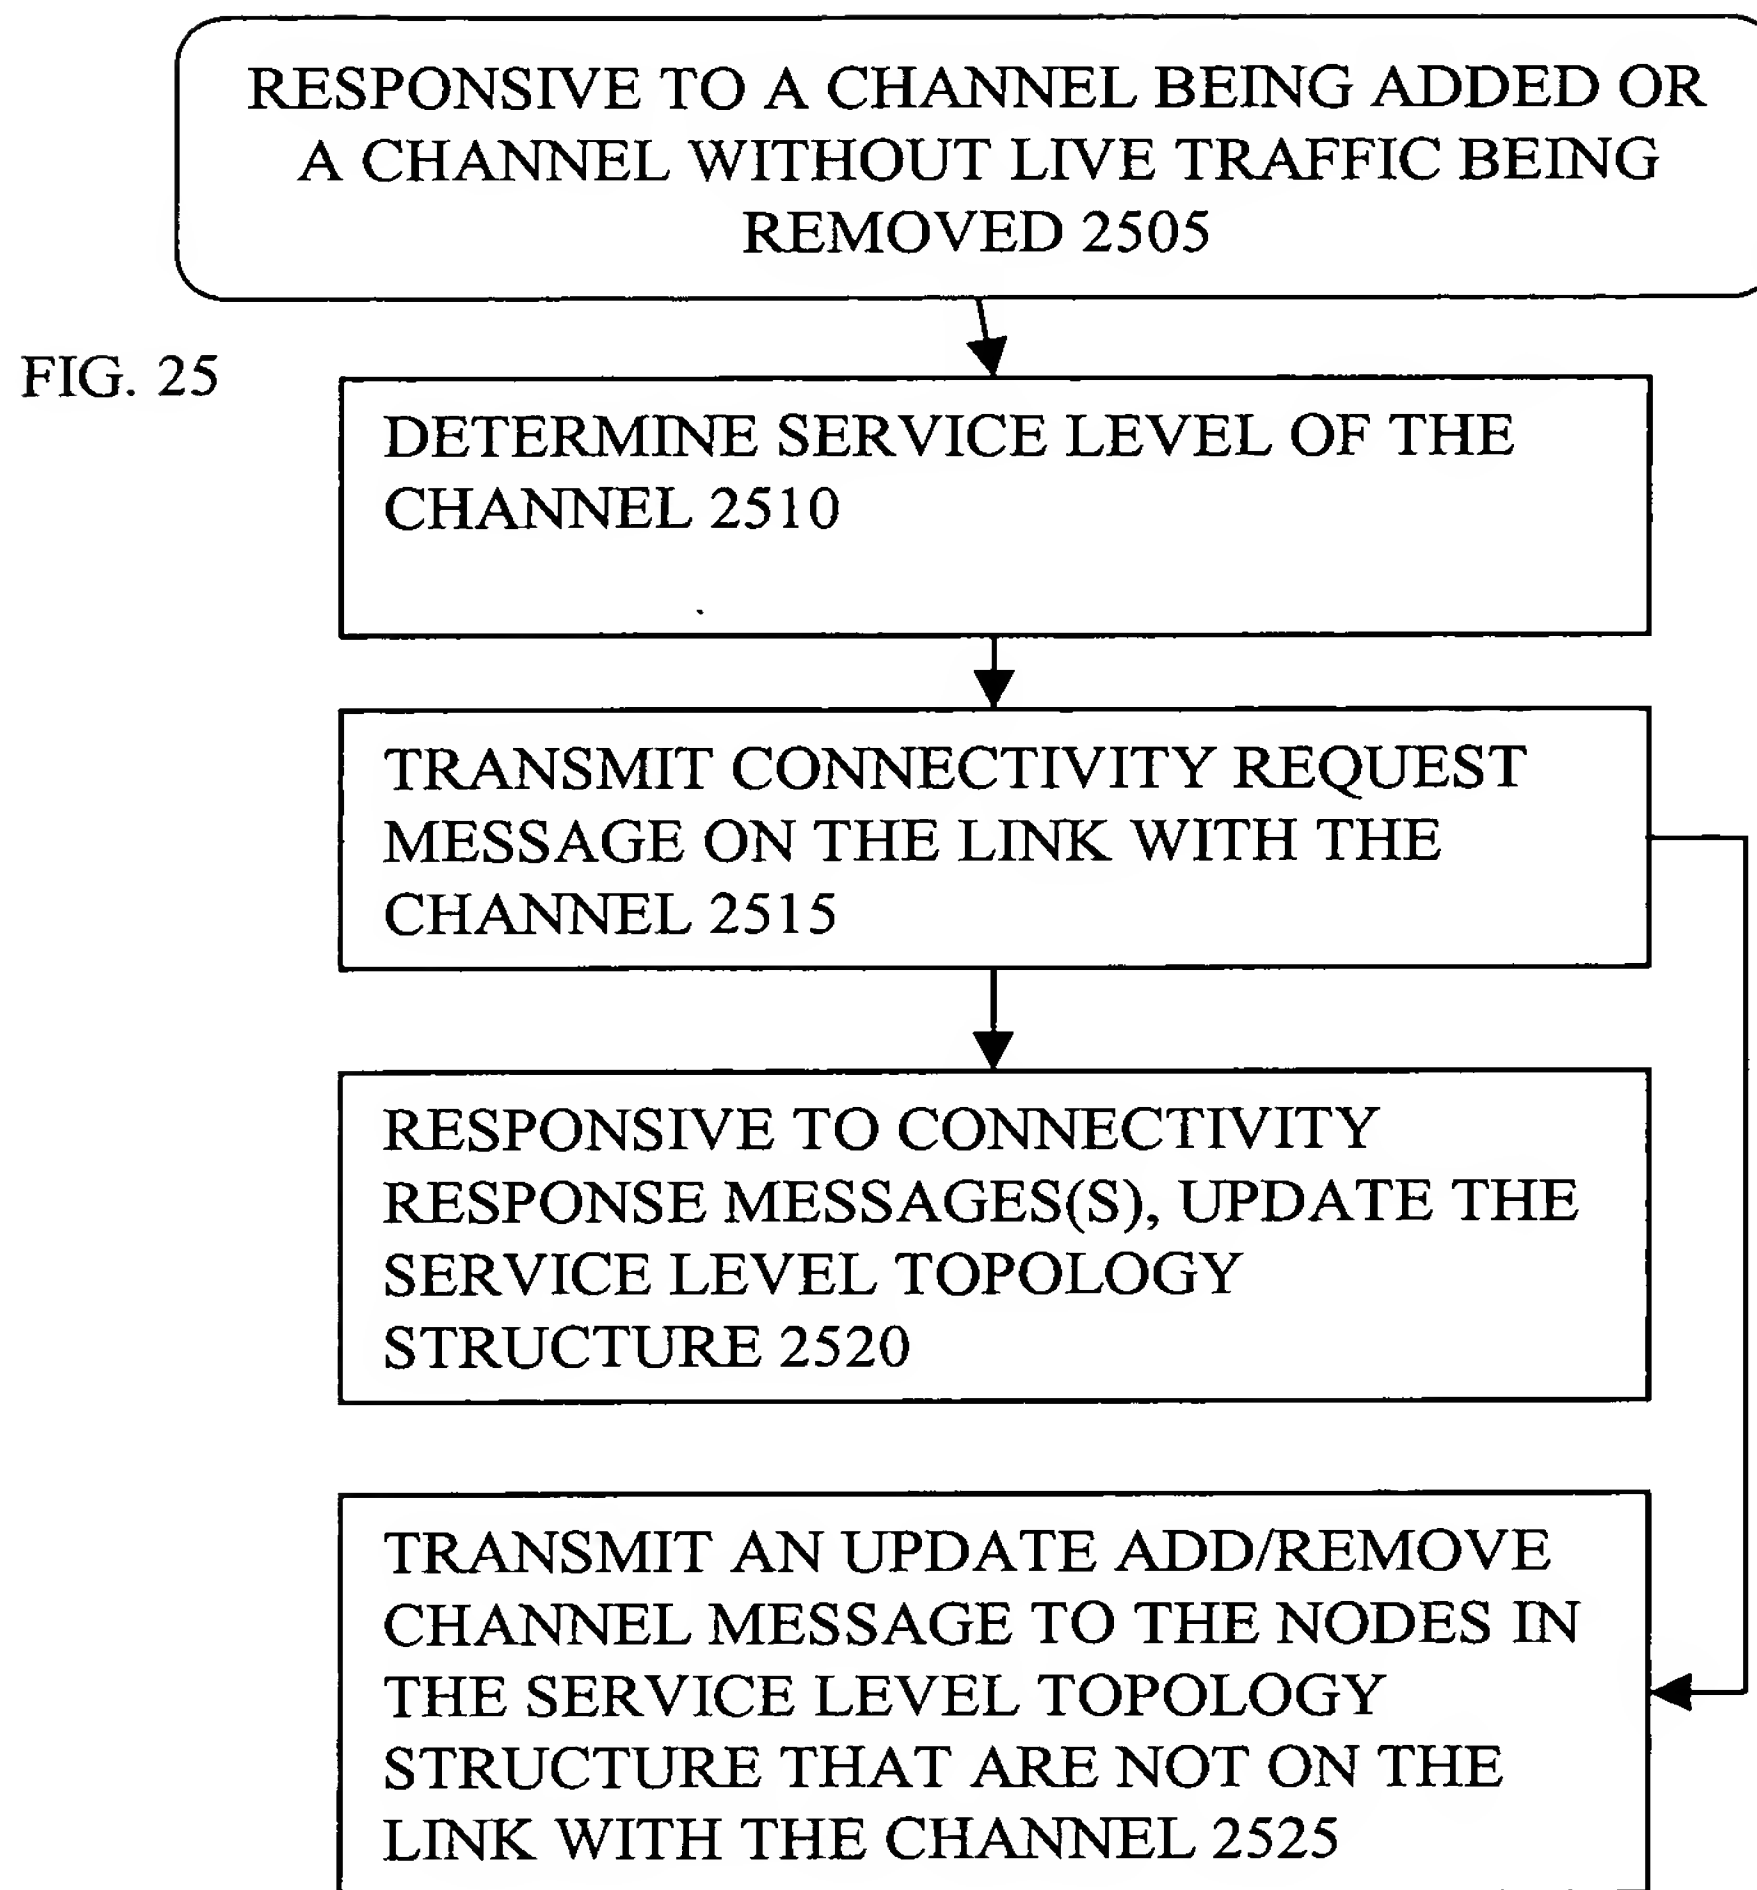 RESPONSIVE TO A CHANNEL BEING ADDED OR
A CHANNEL WITHOUT LIVE TRAFFIC BEING
REMOVED 2505
FIG. 25
DETERMINE SERVICE LEVEL OF THE
CHANNEL 2510
TRANSMIT CONNECTIVITY REQUEST
MESSAGE ON THE LINK WITH THE
CHANNEL 2515
RESPONSIVE TO CONNECTIVITY
RESPONSE MESSAGES(S), UPDATE THE
SERVICE LEVEL TOPOLOGY
STRUCTURE 2520
TRANSMIT AN UPDATE ADD/REMOVE
CHANNEL MESSAGE TO THE NODES IN
THE SERVICE LEVEL TOPOLOGY
STRUCTURE THAT ARE NOT ON THE
LINK WITH THE CHANNEL 2525